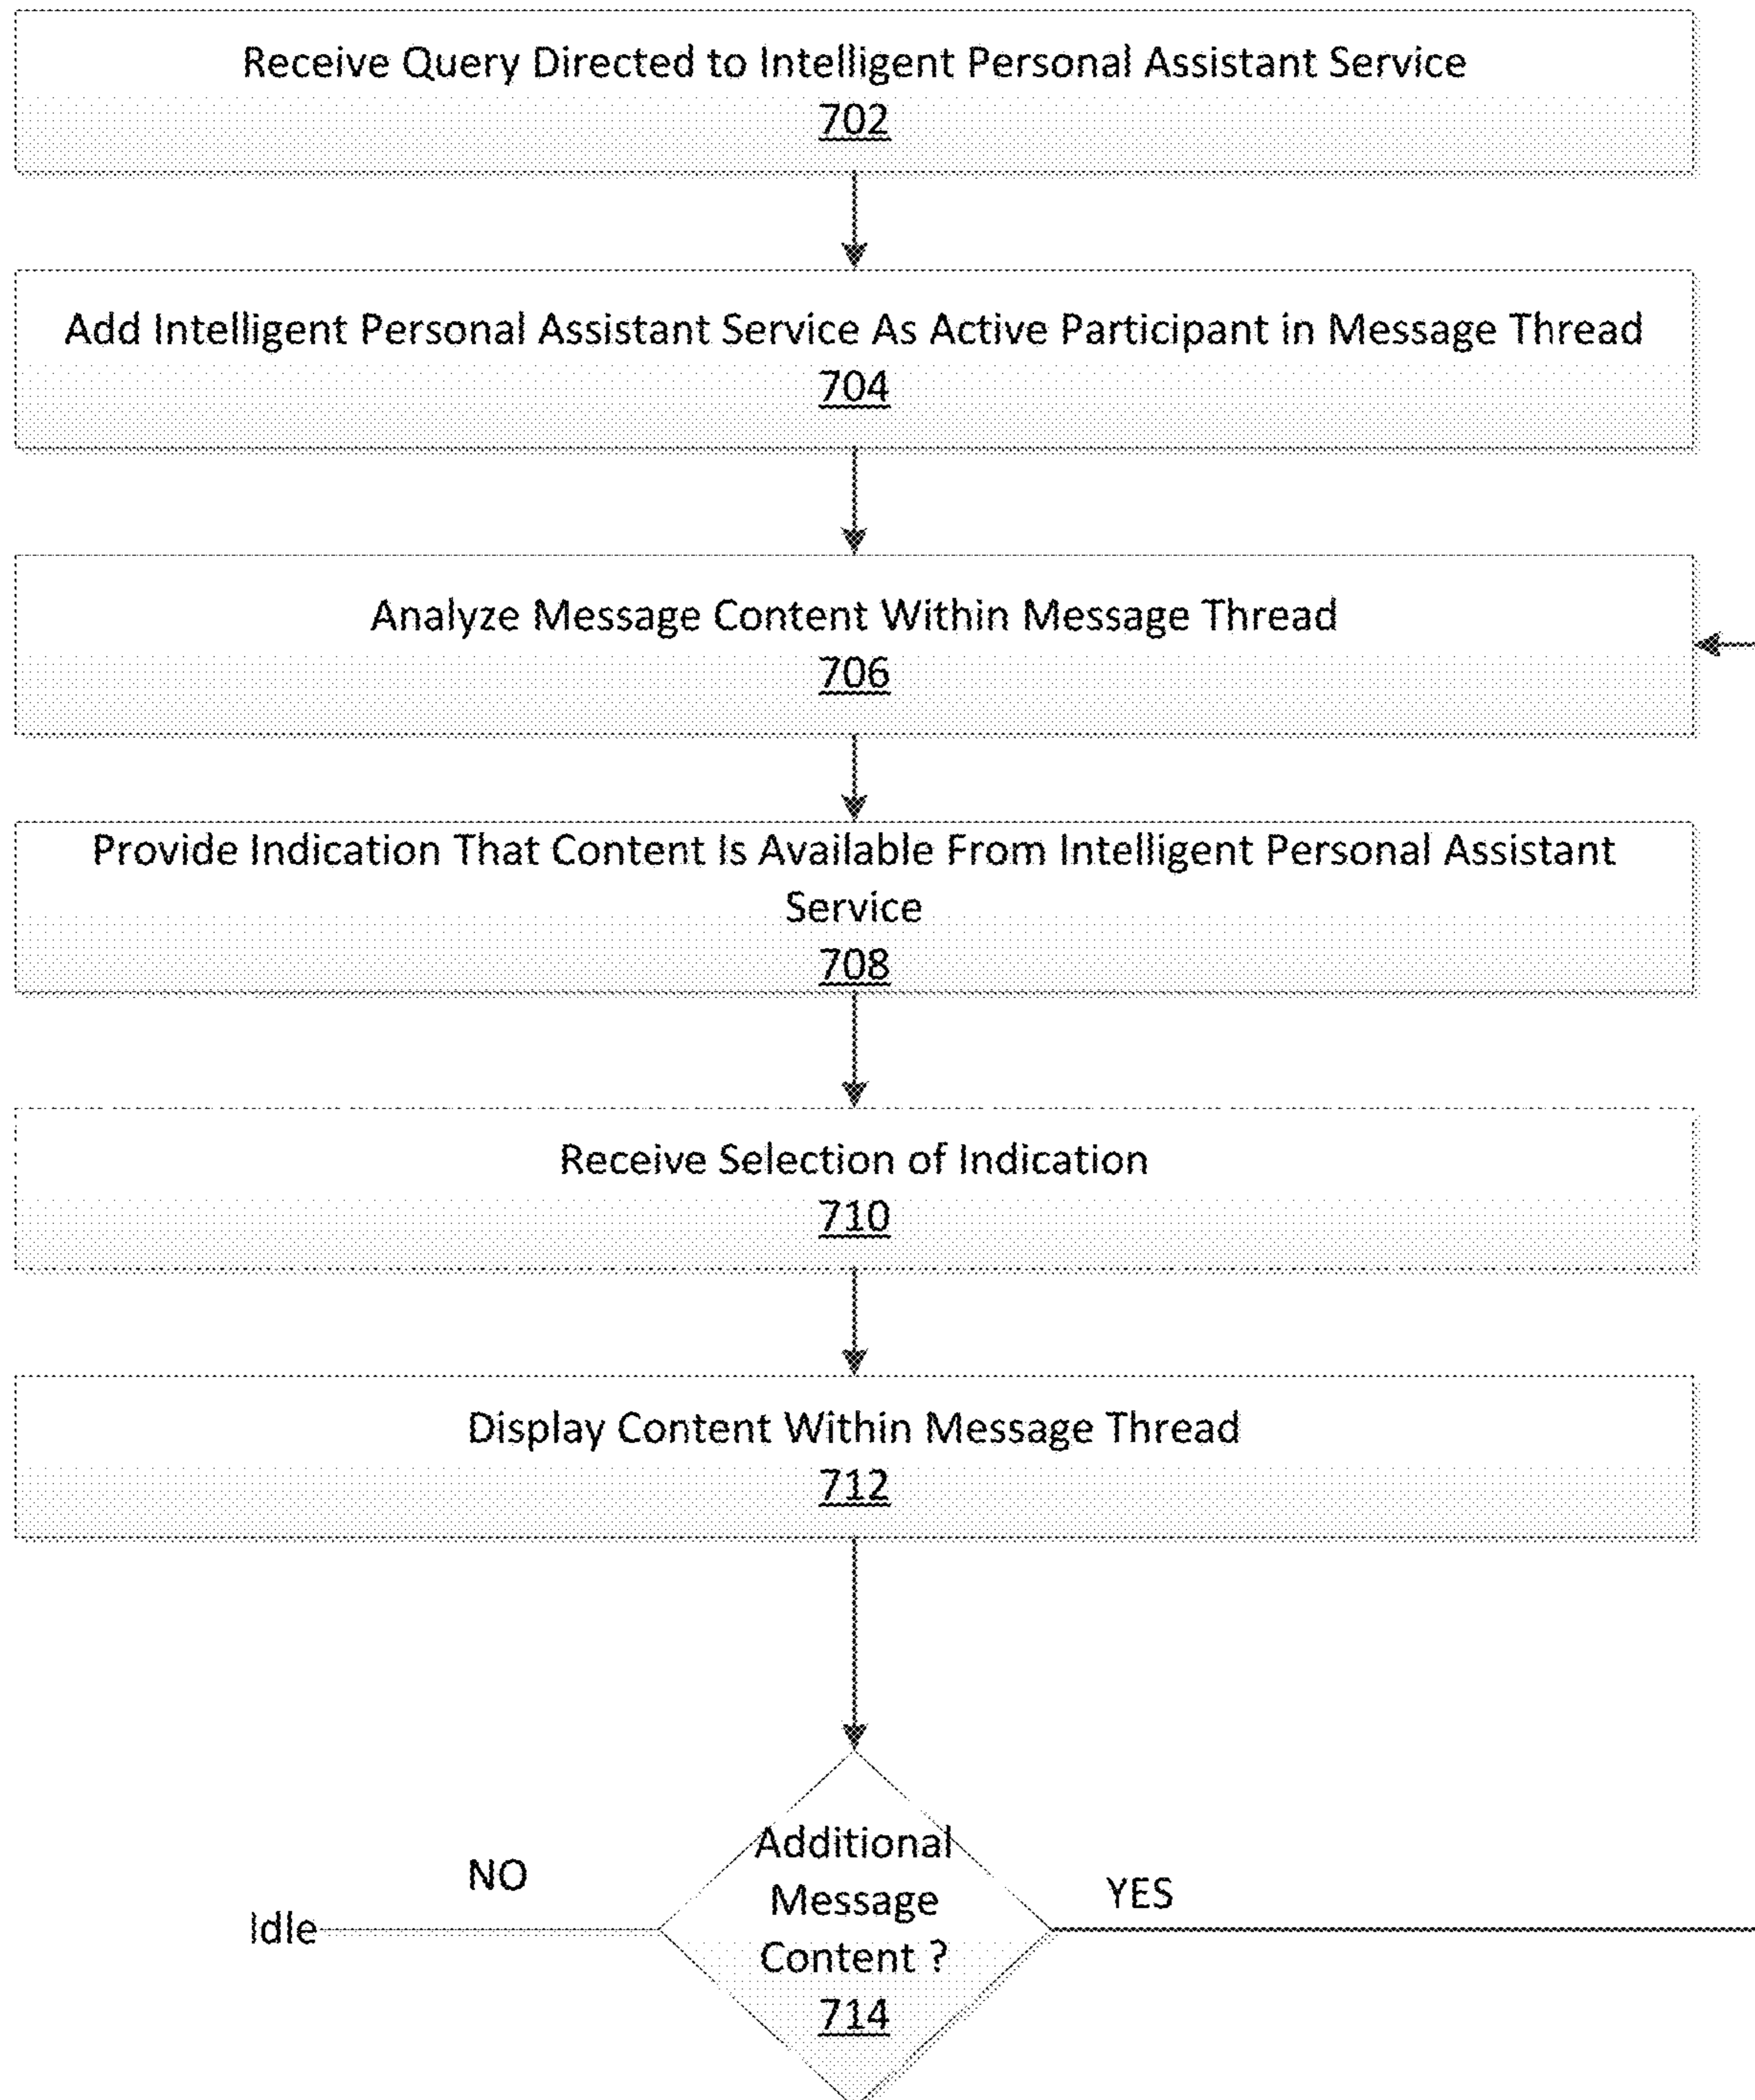 Receive Query Directed to Intelligent Personal Assistant Service
702
Add Intelligent Personal Assistant Service As Active Participant in Message Thread
704
Analyze Message Content Within Message Thread
706
Provide Indication That Content Is Available From Intelligent Personal Assistant
Service
708
Receive Selection of Indication
710
Display Content Within Message Thread
712
Additional
Message
Content ?
714
NO
Idle
YES